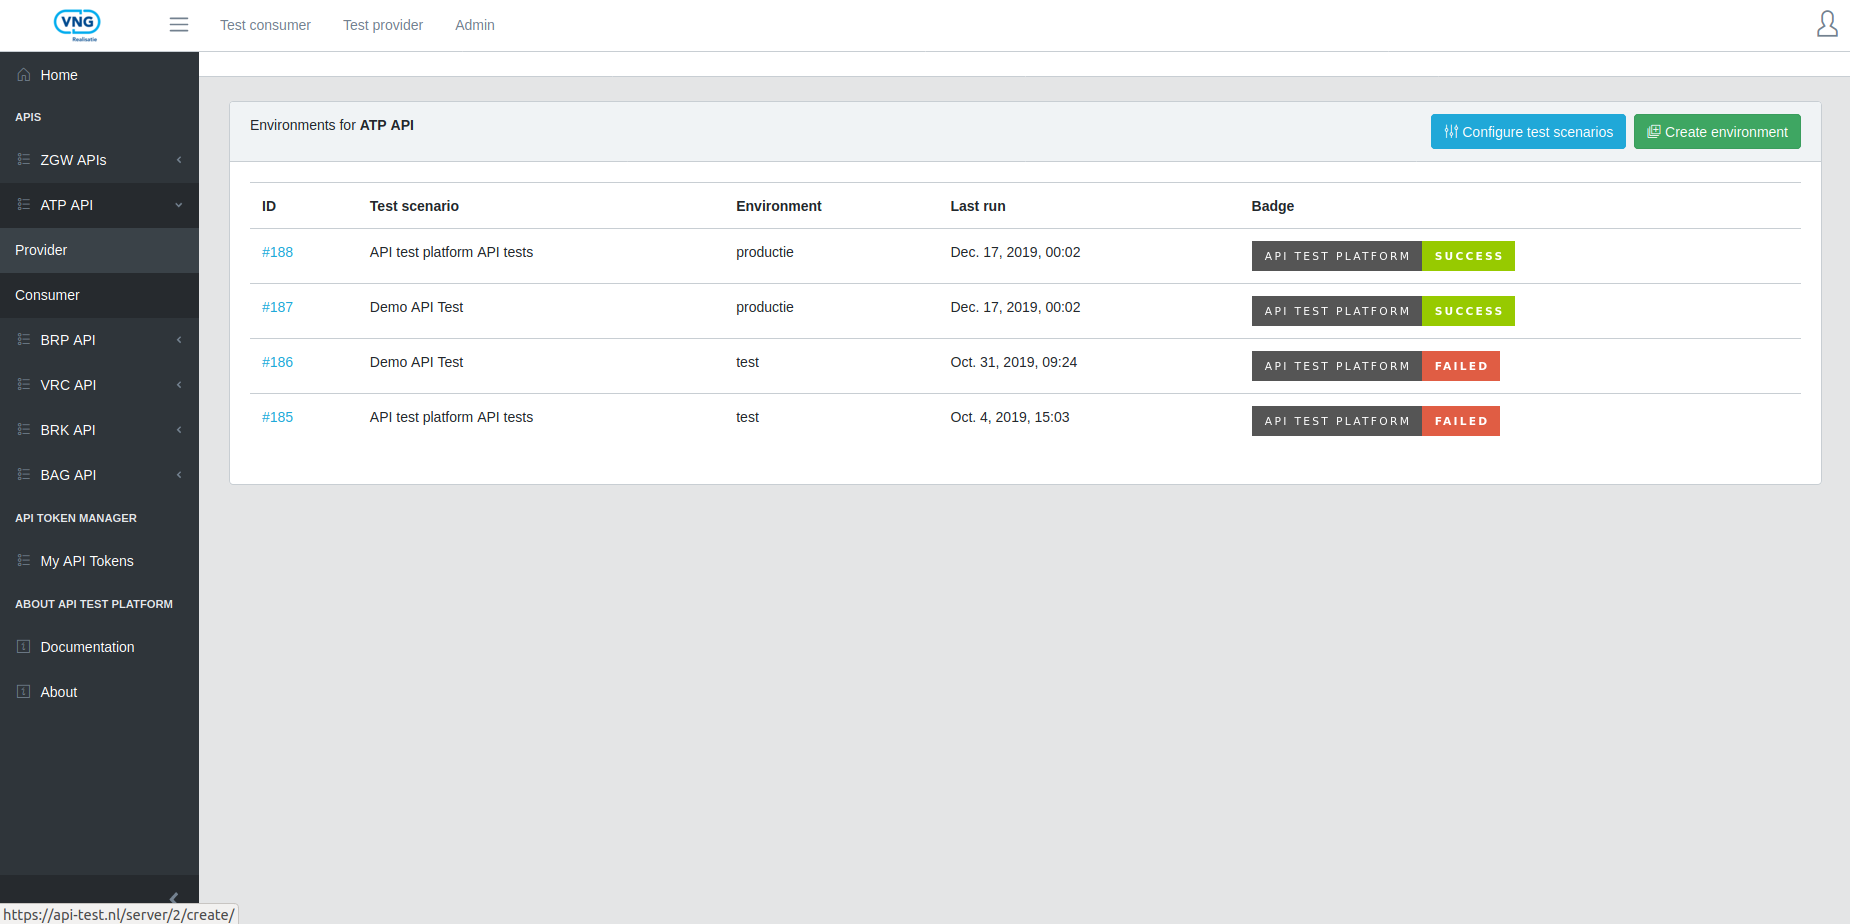 VNG
Realisatie
Test consumer Test provider Admin
Home
APIS
ZGW APIs
ATP API
Provider
Consumer
BRP API
VRC API
BRK API
BAG API
API TOKEN MANAGER
My API Tokens
ABOUT API TEST PLATFORM
Documentation
About
https://api-test.nl/server/2/create/
Environments for ATP API
Configure test scenarios Create environment
ID Test scenario Environment Last run Badge
#188 API test platform API tests productie Dec. 17, 2019, 00:02 API TEST PLATFORM SUCCESS
#187 Demo API Test productie Dec. 17, 2019, 00:02 API TEST PLATFORM SUCCESS
#186 Demo API Test test Oct. 31, 2019, 09:24 API TEST PLATFORM FAILED
#185 API test platform API tests test Oct. 4, 2019, 15:03 API TEST PLATFORM FAILED